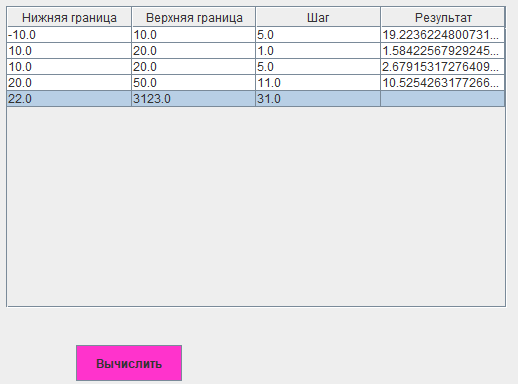 Нижняя граница Верхняя граница Шаг Результат
-10.0 10.0 5.0 19.2236224800731...
10.0 20.0 1.0 1.58422567929245...
10.0 20.0 5.0 2.67915317276409...
20.0 50.0 11.0 10.5254263177266...
22.0 3123.0 31.0
Вычислить